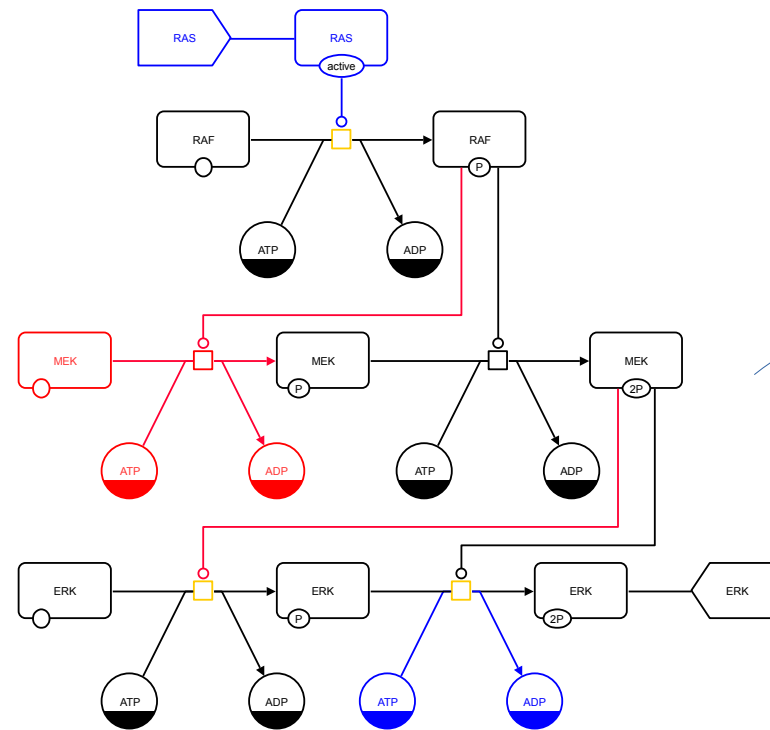 RAS
RAS
active
RAF
RAF
P
ATP
ADP
MEK
MEK
P
MEK
2P
ATP
ADP
ATP
ADP
ERK
ERK
P
ERK
2P
ERK
ATP
ADP
ATP
ADP